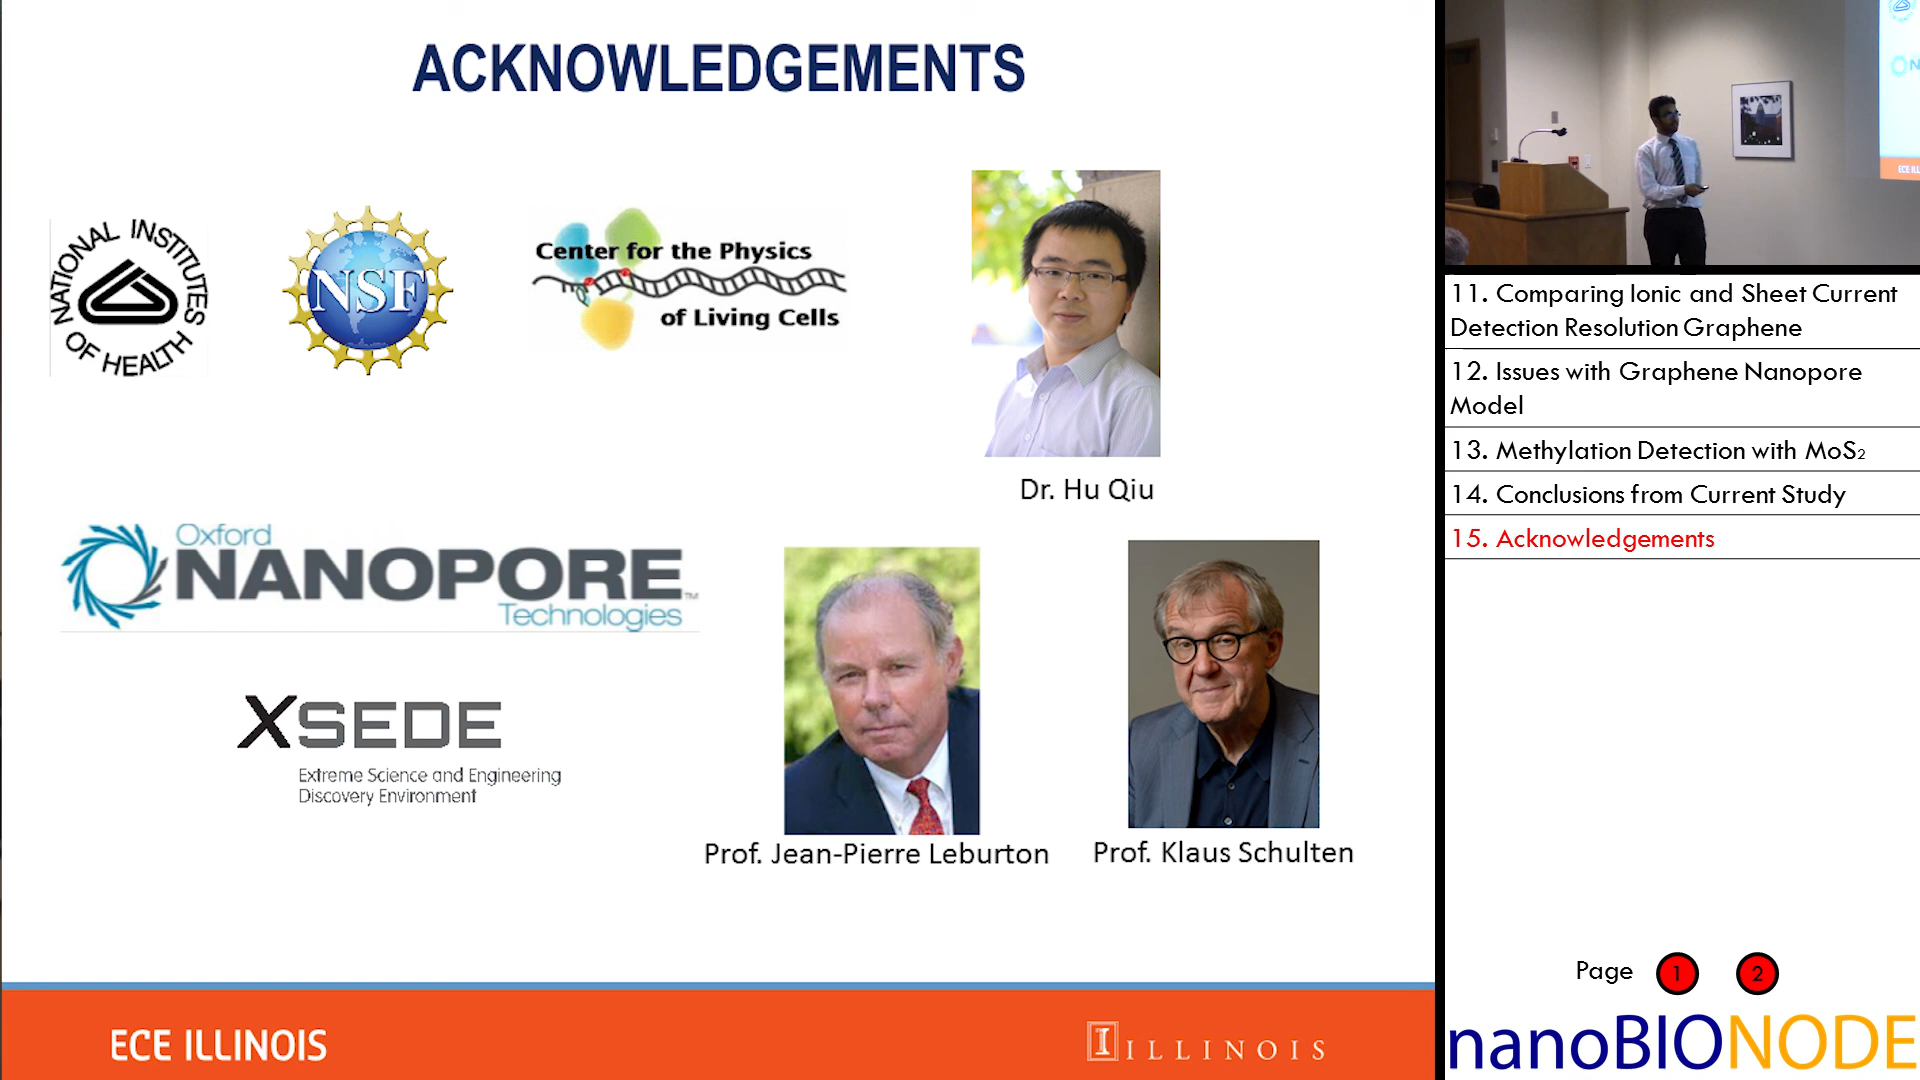 ACKNOWLEDGEMENTS
NATIONAL INSTITUTES
OF HEALTH
NSF
Center for the Physics
of Living Cells
Dr. Hu Qiu
Oxford
NANOPORE™
Technologies
XSEDE
Extreme Science and Engineering
Discovery Environment
Prof. Jean-Pierre Leburton
Prof. Klaus Schulten
ECE ILLINOIS
I ILLINOIS
11. Comparing Ionic and Sheet Current
Detection Resolution Graphene
12. Issues with Graphene Nanopore
Model
13. Methylation Detection with MoS₂
14. Conclusions from Current Study
15. Acknowledgements
Page 1 2
nanoBIONODE